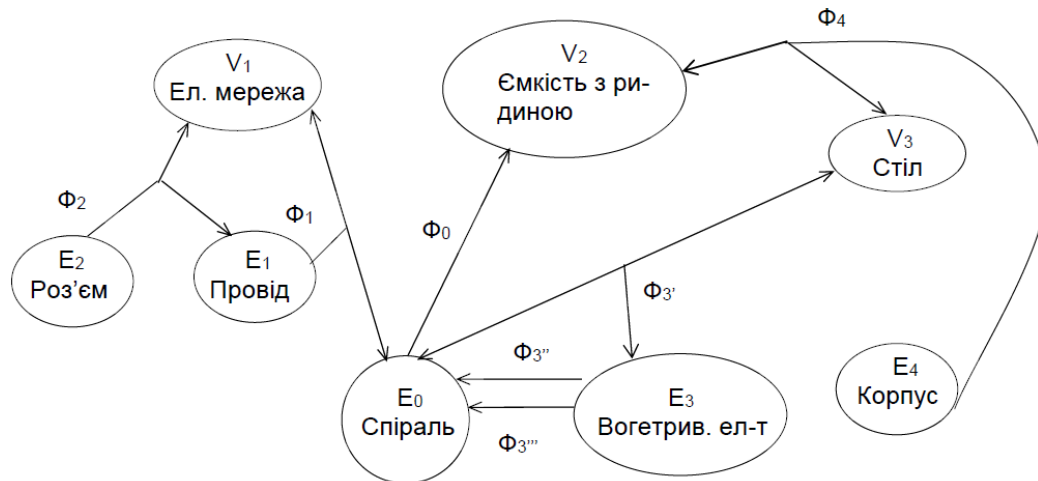 Ф4
V1
Ел. мережа
V2
Ємкість з ри-
диною
V3
Стіл
Ф2
Ф1
Ф0
E2
Роз’єм
E1
Провід
Ф3'
Ф3''
E0
Спіраль
E3
Вогетрив. ел-т
E4
Корпус
Ф3'''